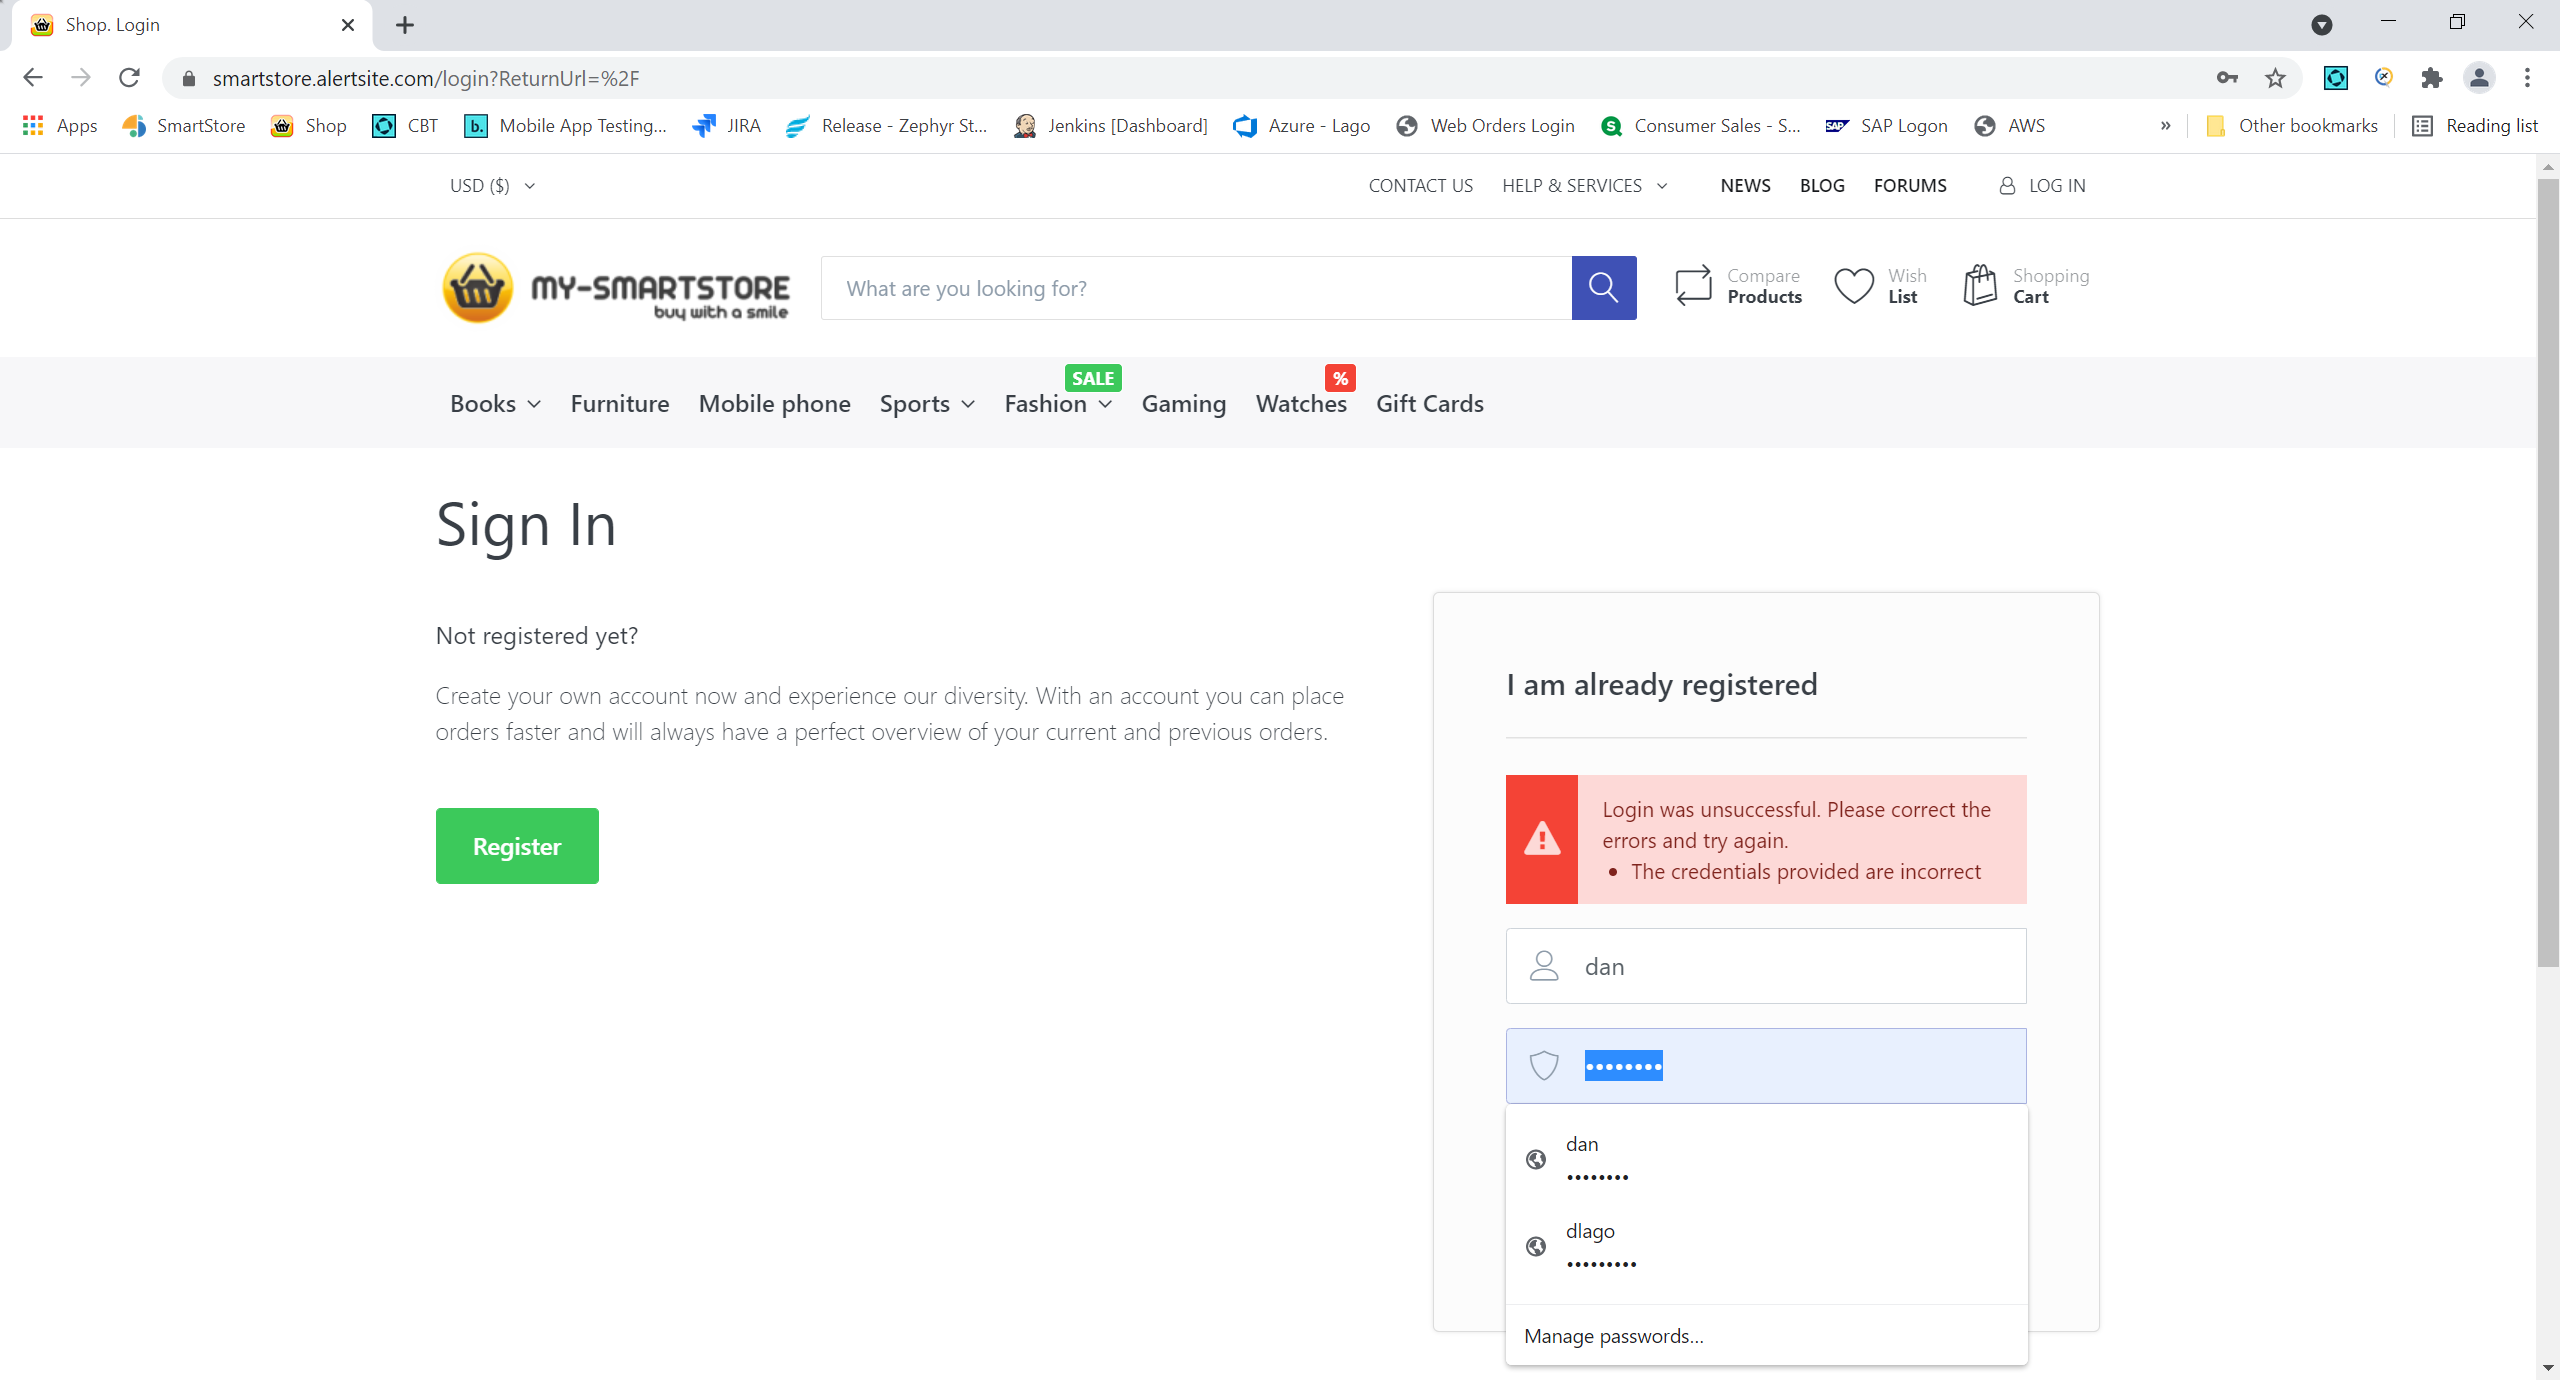 Shop. Login
smartstore.alertsite.com/login?ReturnUrl=%2F
Apps SmartStore Shop CBT b. Mobile App Testing... JIRA Release - Zephyr St... Jenkins [Dashboard] Azure - Lago Web Orders Login S Consumer Sales - S... SAP SAP Logon AWS » Other bookmarks Reading list
USD ($) CONTACT US HELP & SERVICES NEWS BLOG FORUMS LOG IN
MY-SMARTSTORE
buy with a smile
What are you looking for?
Compare
Products
Wish
List
Shopping
Cart
SALE %
Books Furniture Mobile phone Sports Fashion Gaming Watches Gift Cards
Sign In
Not registered yet?
Create your own account now and experience our diversity. With an account you can place
orders faster and will always have a perfect overview of your current and previous orders.
Register
I am already registered
Login was unsuccessful. Please correct the
errors and try again.
• The credentials provided are incorrect
dan
••••••••
dan
••••••••
dlago
•••••••••
Manage passwords...